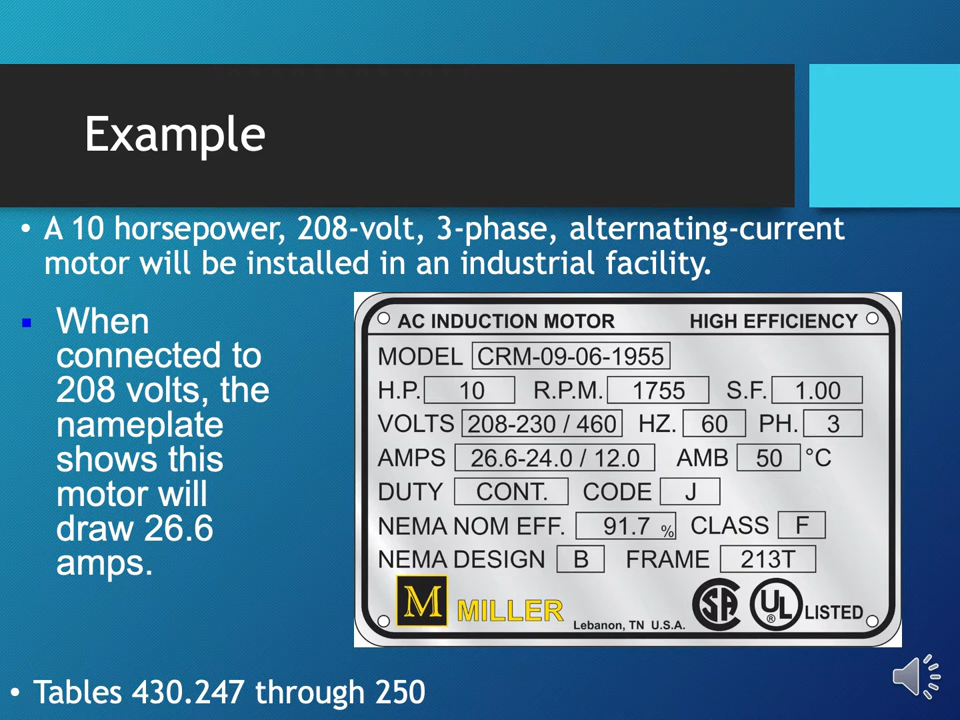 Example
• A 10 horsepower, 208-volt, 3-phase, alternating-current
motor will be installed in an industrial facility.
▪ When
connected to
208 volts, the
nameplate
shows this
motor will
draw 26.6
amps.
AC INDUCTION MOTOR HIGH EFFICIENCY
MODEL CRM-09-06-1955
H.P. 10 R.P.M. 1755 S.F. 1.00
VOLTS 208-230 / 460 HZ. 60 PH. 3
AMPS 26.6-24.0 / 12.0 AMB 50 °C
DUTY CONT. CODE J
NEMA NOM EFF. 91.7 % CLASS F
NEMA DESIGN B FRAME 213T
M MILLER Lebanon, TN U.S.A. SA UL LISTED
• Tables 430.247 through 250